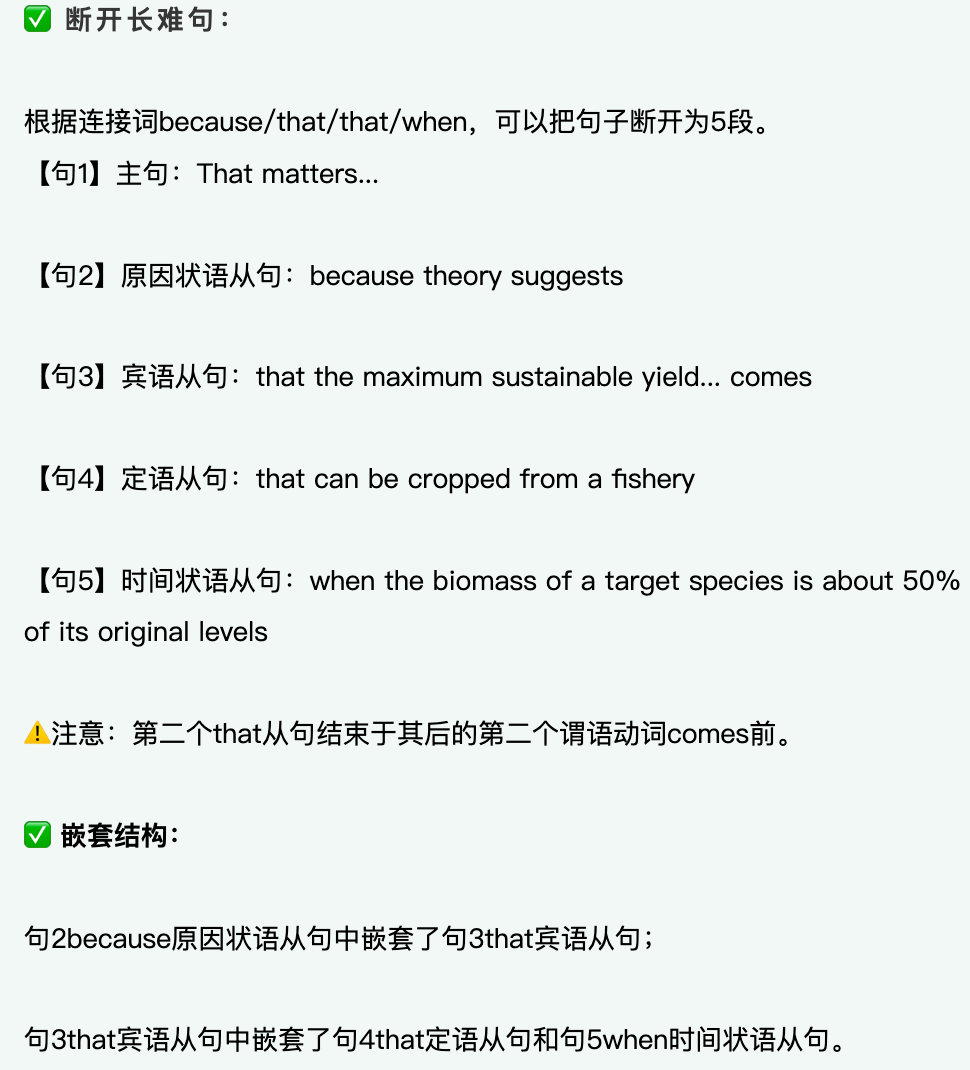 ✅ 断开长难句：
根据连接词because/that/that/when，可以把句子断开为5段。
【句1】主句：That matters...
【句2】原因状语从句：because theory suggests
【句3】宾语从句：that the maximum sustainable yield... comes
【句4】定语从句：that can be cropped from a fishery
【句5】时间状语从句：when the biomass of a target species is about 50%
of its original levels
⚠️注意：第二个that从句结束于其后的第二个谓语动词comes前。
✅ 嵌套结构：
句2because原因状语从句中嵌套了句3that宾语从句；
句3that宾语从句中嵌套了句4that定语从句和句5when时间状语从句。